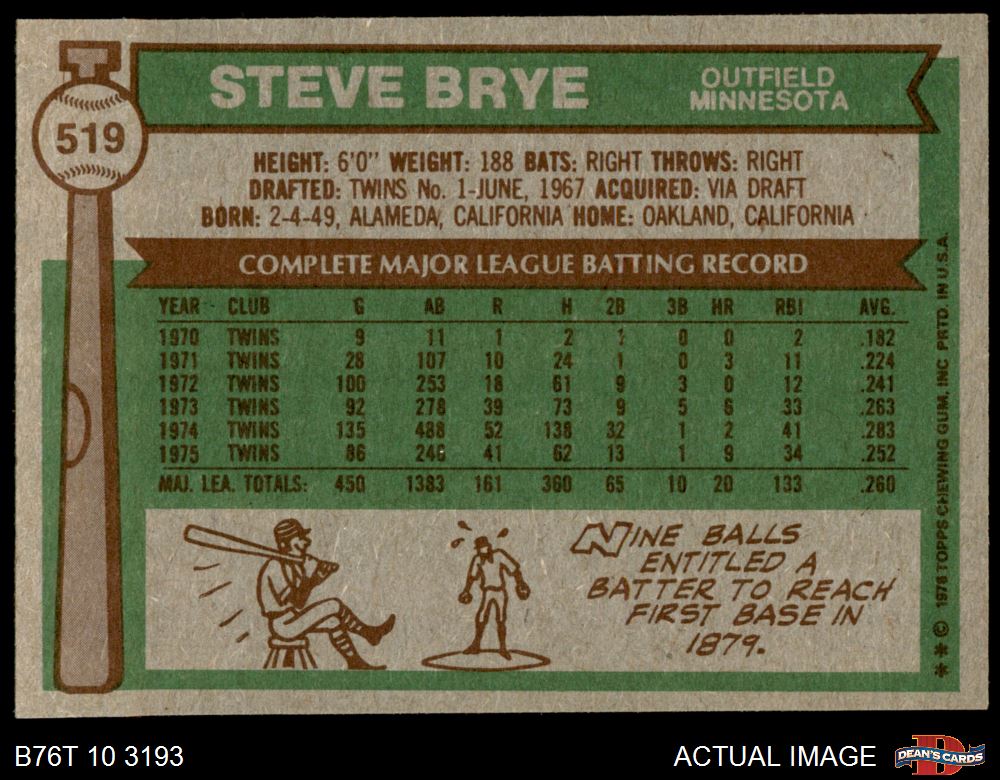 519
STEVE BRYE
OUTFIELD
MINNESOTA
HEIGHT: 6'0" WEIGHT: 188 BATS: RIGHT THROWS: RIGHT
DRAFTED: TWINS No. 1-JUNE, 1967 ACQUIRED: VIA DRAFT
BORN: 2-4-49, ALAMEDA, CALIFORNIA HOME: OAKLAND, CALIFORNIA
COMPLETE MAJOR LEAGUE BATTING RECORD
YEAR CLUB G AB R H 2B 3B HR RBI AVG.
1970 TWINS 9 11 1 2 1 0 0 2 .182
1971 TWINS 28 107 10 24 1 0 3 11 .224
1972 TWINS 100 253 18 61 9 3 0 12 .241
1973 TWINS 92 278 39 73 9 5 6 33 .263
1974 TWINS 135 488 52 138 32 1 2 41 .283
1975 TWINS 86 246 41 62 13 1 9 34 .252
MAJ. LEA. TOTALS: 450 1383 161 360 65 10 20 133 .260
NINE BALLS
ENTITLED A
BATTER TO REACH
FIRST BASE IN
1879.
* * © 1976 TOPPS CHEWING GUM, INC PRTD. IN U.S.A.
B76T 10 3193
ACTUAL IMAGE
D
DEAN'S CARDS